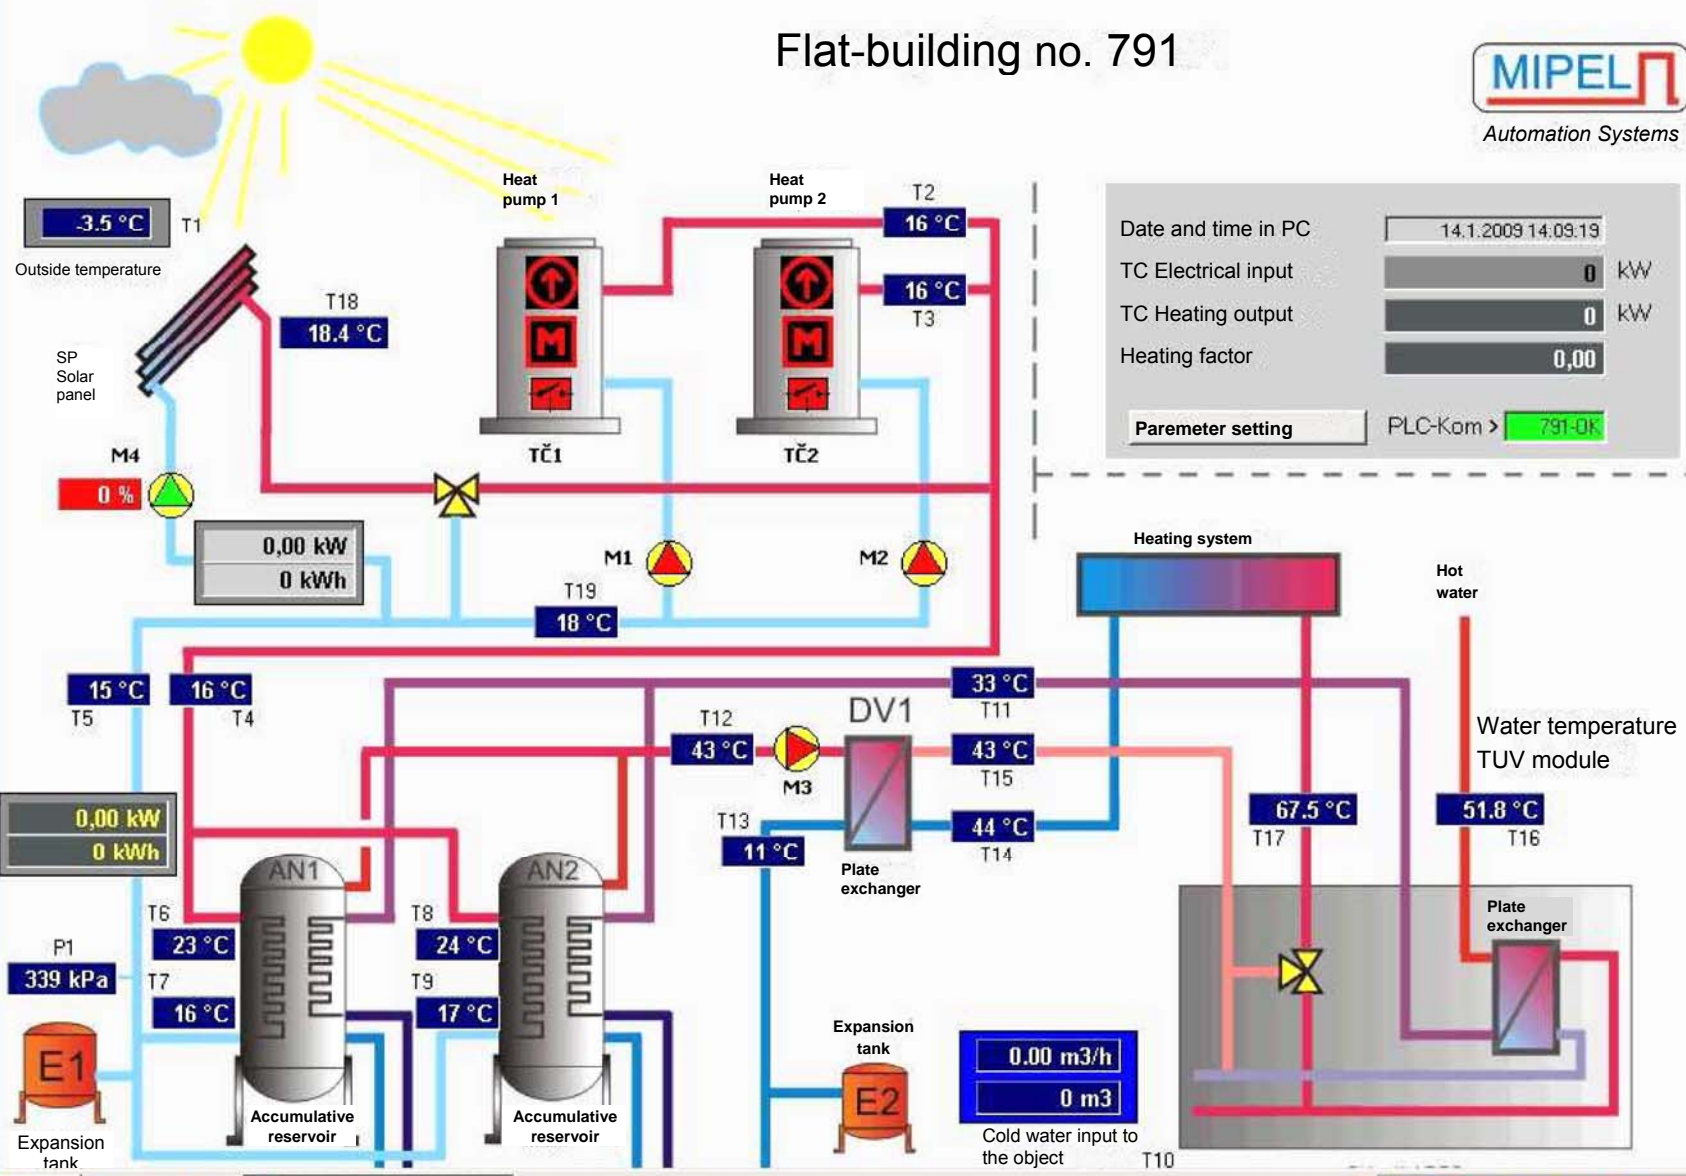 Flat-building no. 791
MIPEL
Automation Systems
-3.5 °C
T1
Outside temperature
Heat
pump 1
Heat
pump 2
T2
16 °C
16 °C
T3
Date and time in PC
14.1.2009 14:09:19
TC Electrical input
0 kW
TC Heating output
0 kW
Heating factor
0,00
Paremeter setting
PLC-Kom > 791-OK
T18
18.4 °C
SP
Solar
panel
M
M
TČ1
TČ2
M4
0 %
0,00 kW
0 kWh
M1
M2
T19
18 °C
Heating system
Hot
water
15 °C
T5
16 °C
T4
33 °C
T11
T12
43 °C
M3
DV1
43 °C
T15
Water temperature
TUV module
67.5 °C
T17
51.8 °C
T16
0,00 kW
0 kWh
T13
11 °C
44 °C
T14
Plate
exchanger
AN1
AN2
T6
23 °C
T8
24 °C
Plate
exchanger
P1
339 kPa
T7
16 °C
T9
17 °C
E1
Expansion
tank
Accumulative
reservoir
Accumulative
reservoir
Expansion
tank
E2
0.00 m3/h
0 m3
Cold water input to
the object
T10